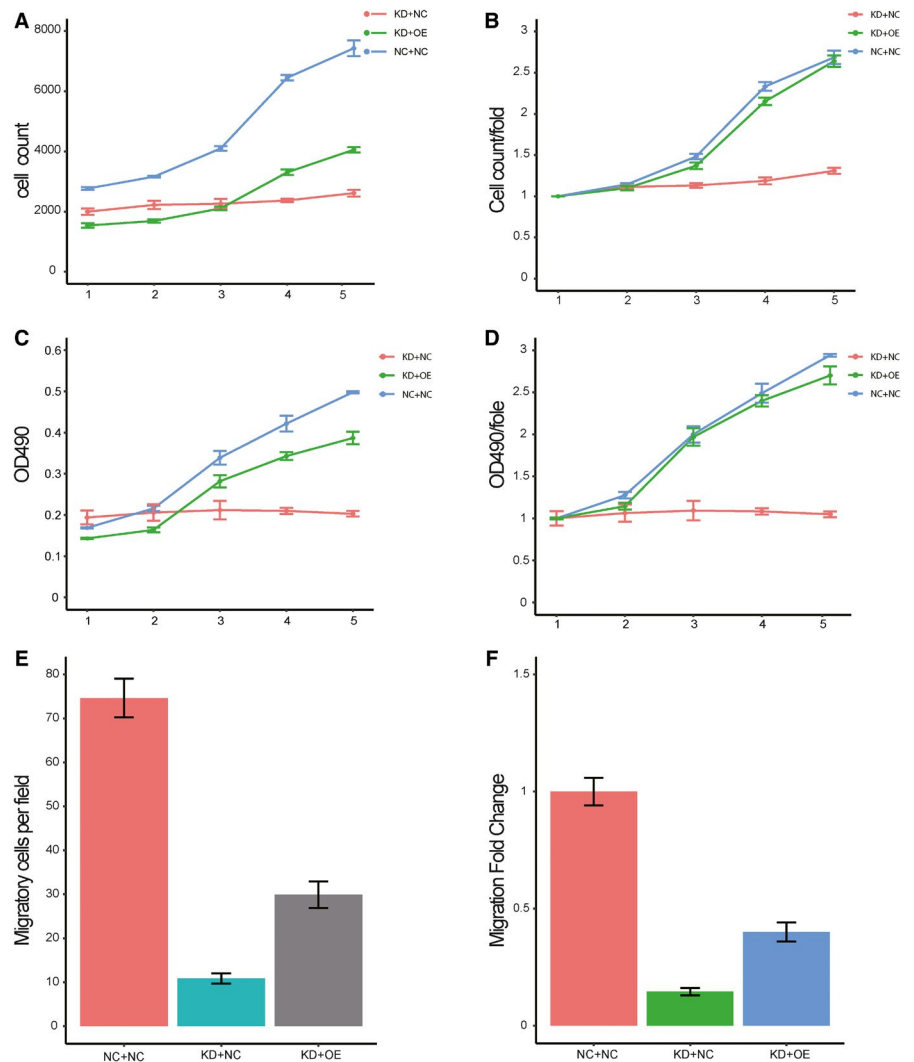 A
8000
6000
4000
2000
0
cell count
1 2 3 4 5
KD+NC
KD+OE
NC+NC
B
3
2.5
2
1.5
1
0.5
0
Cell count/fold
1 2 3 4 5
KD+NC
KD+OE
NC+NC
C
0.6
0.5
0.4
0.3
0.2
0.1
0
OD490
1 2 3 4 5
KD+NC
KD+OE
NC+NC
D
3
2.5
2
1.5
1
0.5
0
OD490/fole
1 2 3 4 5
KD+NC
KD+OE
NC+NC
E
80
70
60
50
40
30
20
10
0
Migratory cells per field
NC+NC KD+NC KD+OE
F
1.5
1
0.5
0
Migration Fold Change
NC+NC KD+NC KD+OE